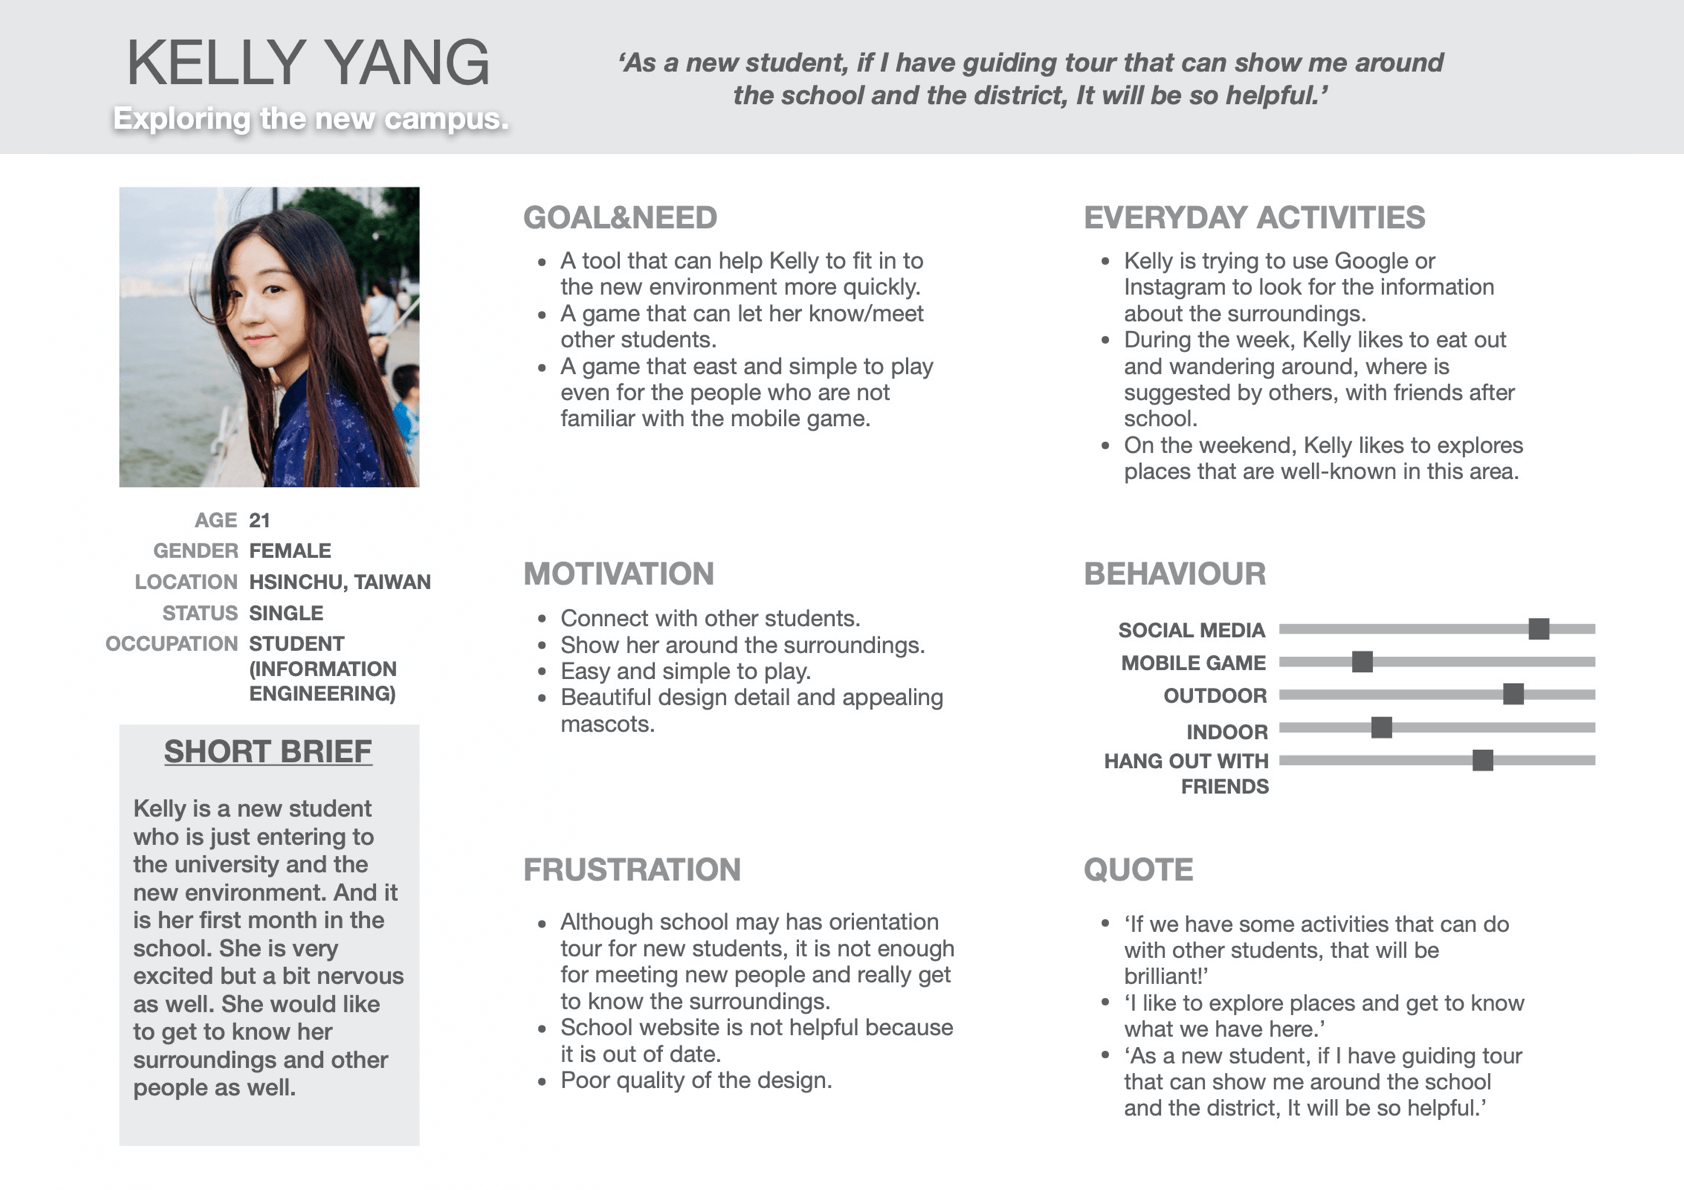 KELLY YANG
Exploring the new campus.
‘As a new student, if I have guiding tour that can show me around
the school and the district, It will be so helpful.’
AGE 21
GENDER FEMALE
LOCATION HSINCHU, TAIWAN
STATUS SINGLE
OCCUPATION STUDENT
(INFORMATION
ENGINEERING)
SHORT BRIEF
Kelly is a new student
who is just entering to
the university and the
new environment. And it
is her first month in the
school. She is very
excited but a bit nervous
as well. She would like
to get to know her
surroundings and other
people as well.
GOAL&NEED
• A tool that can help Kelly to fit in to
the new environment more quickly.
• A game that can let her know/meet
other students.
• A game that east and simple to play
even for the people who are not
familiar with the mobile game.
MOTIVATION
• Connect with other students.
• Show her around the surroundings.
• Easy and simple to play.
• Beautiful design detail and appealing
mascots.
FRUSTRATION
• Although school may has orientation
tour for new students, it is not enough
for meeting new people and really get
to know the surroundings.
• School website is not helpful because
it is out of date.
• Poor quality of the design.
EVERYDAY ACTIVITIES
• Kelly is trying to use Google or
Instagram to look for the information
about the surroundings.
• During the week, Kelly likes to eat out
and wandering around, where is
suggested by others, with friends after
school.
• On the weekend, Kelly likes to explores
places that are well-known in this area.
BEHAVIOUR
SOCIAL MEDIA
MOBILE GAME
OUTDOOR
INDOOR
HANG OUT WITH
FRIENDS
QUOTE
• ‘If we have some activities that can do
with other students, that will be
brilliant!’
• ‘I like to explore places and get to know
what we have here.’
• ‘As a new student, if I have guiding tour
that can show me around the school
and the district, It will be so helpful.’